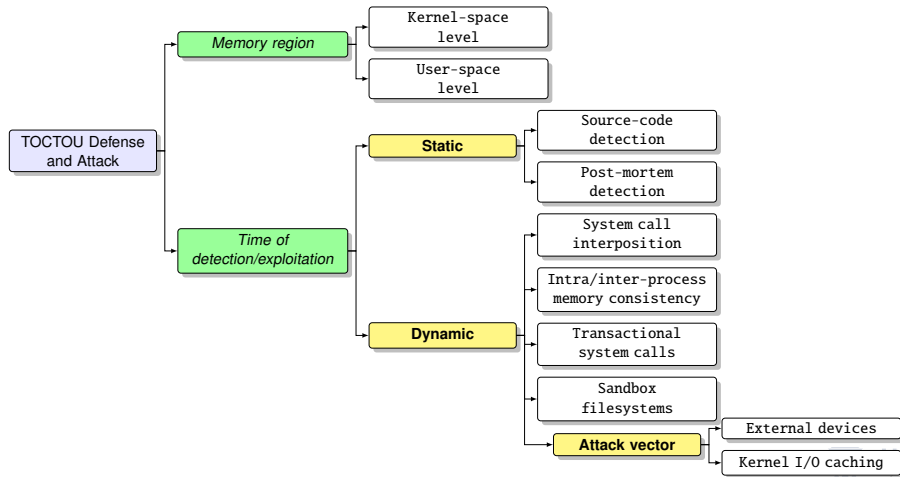 TOCTOU Defense
and Attack
Memory region
Kernel-space
level
User-space
level
Time of
detection/exploitation
Static
Source-code
detection
Post-mortem
detection
Dynamic
System call
interposition
Intra/inter-process
memory consistency
Transactional
system calls
Sandbox
filesystems
Attack vector
External devices
Kernel I/O caching